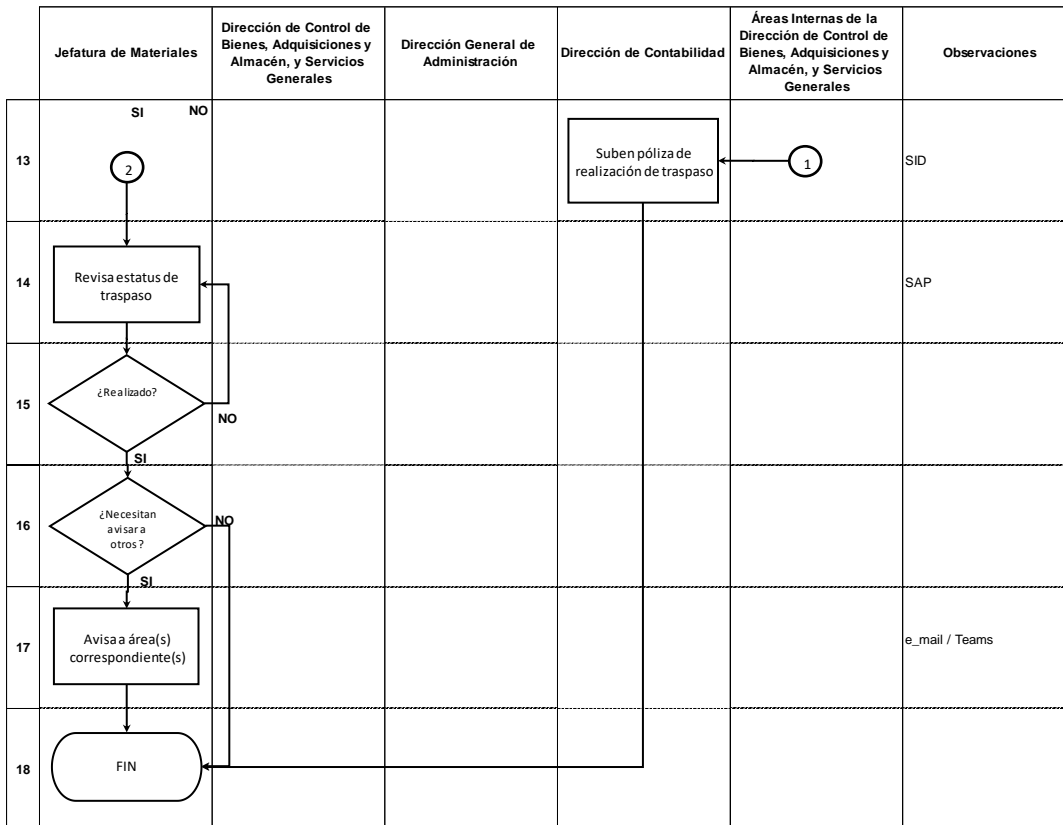 Jefatura de Materiales
Dirección de Control de
Bienes, Adquisiciones y
Almacén, y Servicios
Generales
Dirección General de
Administración
Dirección de Contabilidad
Áreas Internas de la
Dirección de Control de
Bienes, Adquisiciones y
Almacén, y Servicios
Generales
Observaciones
SI
NO
13
2
Suben póliza de
realización de traspaso
1
SID
14
Revisa estatus de
traspaso
SAP
15
¿Realizado?
NO
SI
16
¿Necesitan
avisar a
otros?
NO
SI
17
Avisa a área(s)
correspondiente(s)
e_mail / Teams
18
FIN